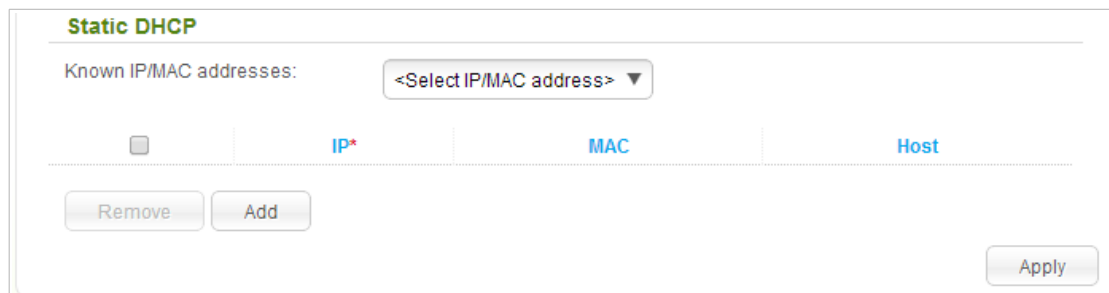 Static DHCP
Known IP/MAC addresses: <Select IP/MAC address>
IP* MAC Host
Remove Add
Apply